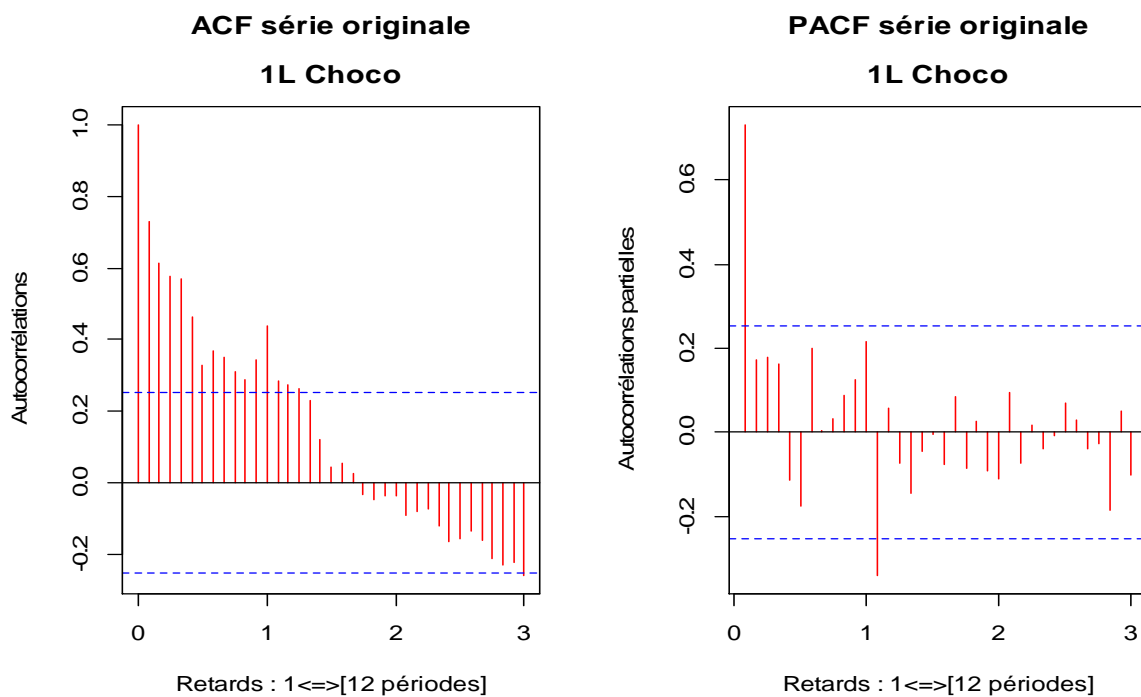 ACF série originale
1L Choco
Autocorrélations
1.0
0.8
0.6
0.4
0.2
0.0
-0.2
0 1 2 3
Retards : 1<=>[12 périodes]
PACF série originale
1L Choco
Autocorrélations partielles
0.6
0.4
0.2
0.0
-0.2
0 1 2 3
Retards : 1<=>[12 périodes]